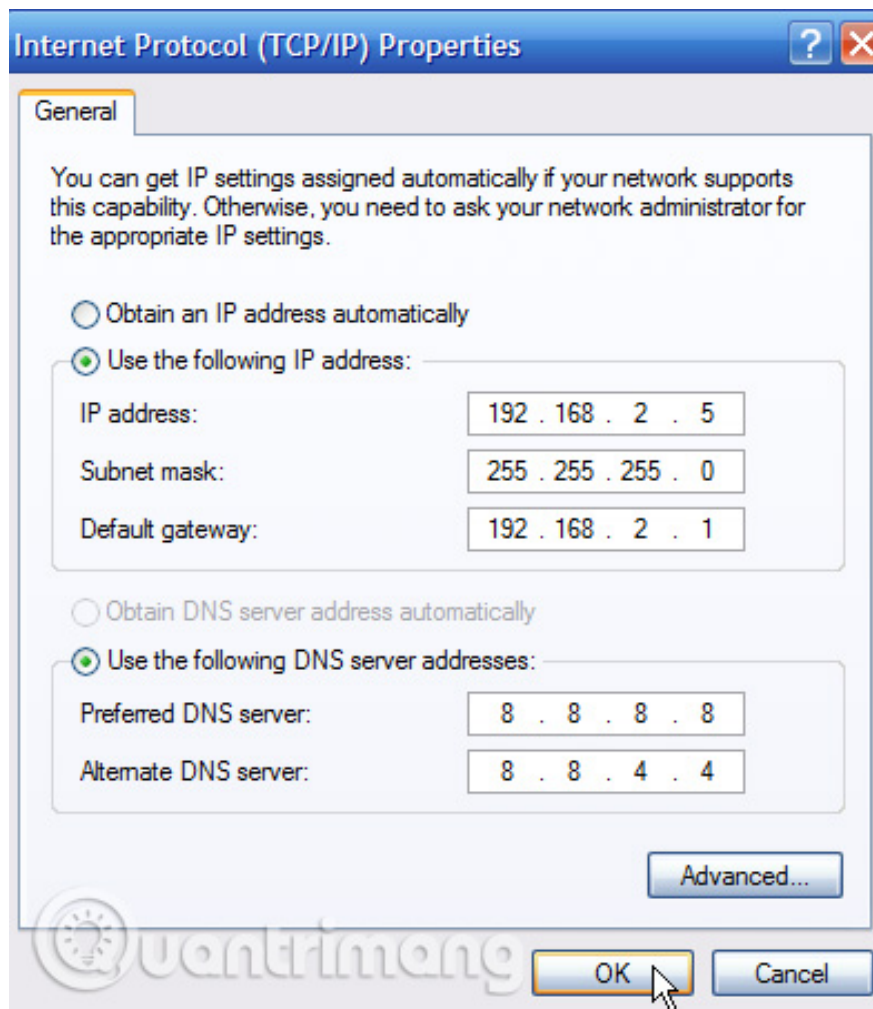 Internet Protocol (TCP/IP) Properties
General
You can get IP settings assigned automatically if your network supports
this capability. Otherwise, you need to ask your network administrator for
the appropriate IP settings.
Obtain an IP address automatically
Use the following IP address:
IP address: 192 . 168 . 2 . 5
Subnet mask: 255 . 255 . 255 . 0
Default gateway: 192 . 168 . 2 . 1
Obtain DNS server address automatically
Use the following DNS server addresses:
Preferred DNS server: 8 . 8 . 8 . 8
Alternate DNS server: 8 . 8 . 4 . 4
Advanced...
Quantrimang
OK Cancel